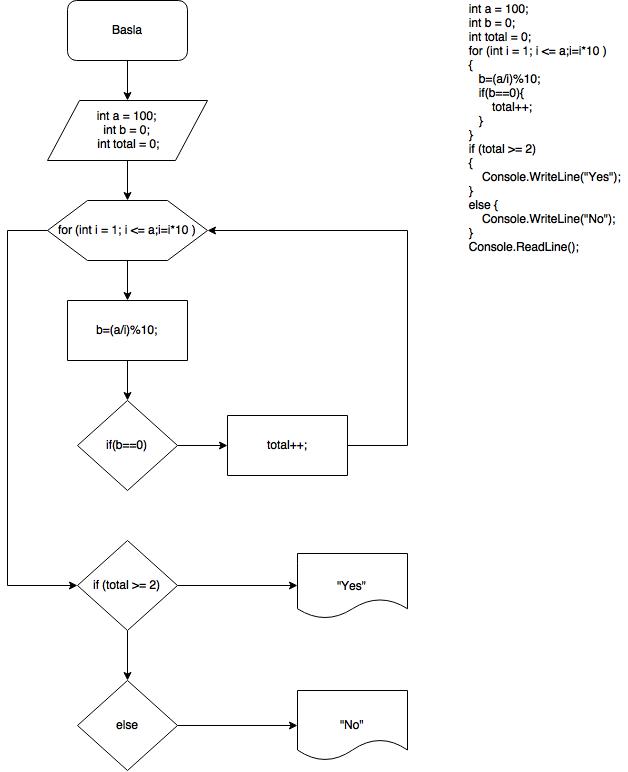 Basla
int a = 100;
int b = 0;
int total = 0;
for (int i = 1; i <= a;i=i*10 )
b=(a/i)%10;
if(b==0)
total++;
if (total >= 2)
"Yes"
else
"No"
int a = 100;
int b = 0;
int total = 0;
for (int i = 1; i <= a;i=i*10 )
{
b=(a/i)%10;
if(b==0){
total++;
}
}
if (total >= 2)
{
Console.WriteLine("Yes");
}
else {
Console.WriteLine("No");
}
Console.ReadLine();